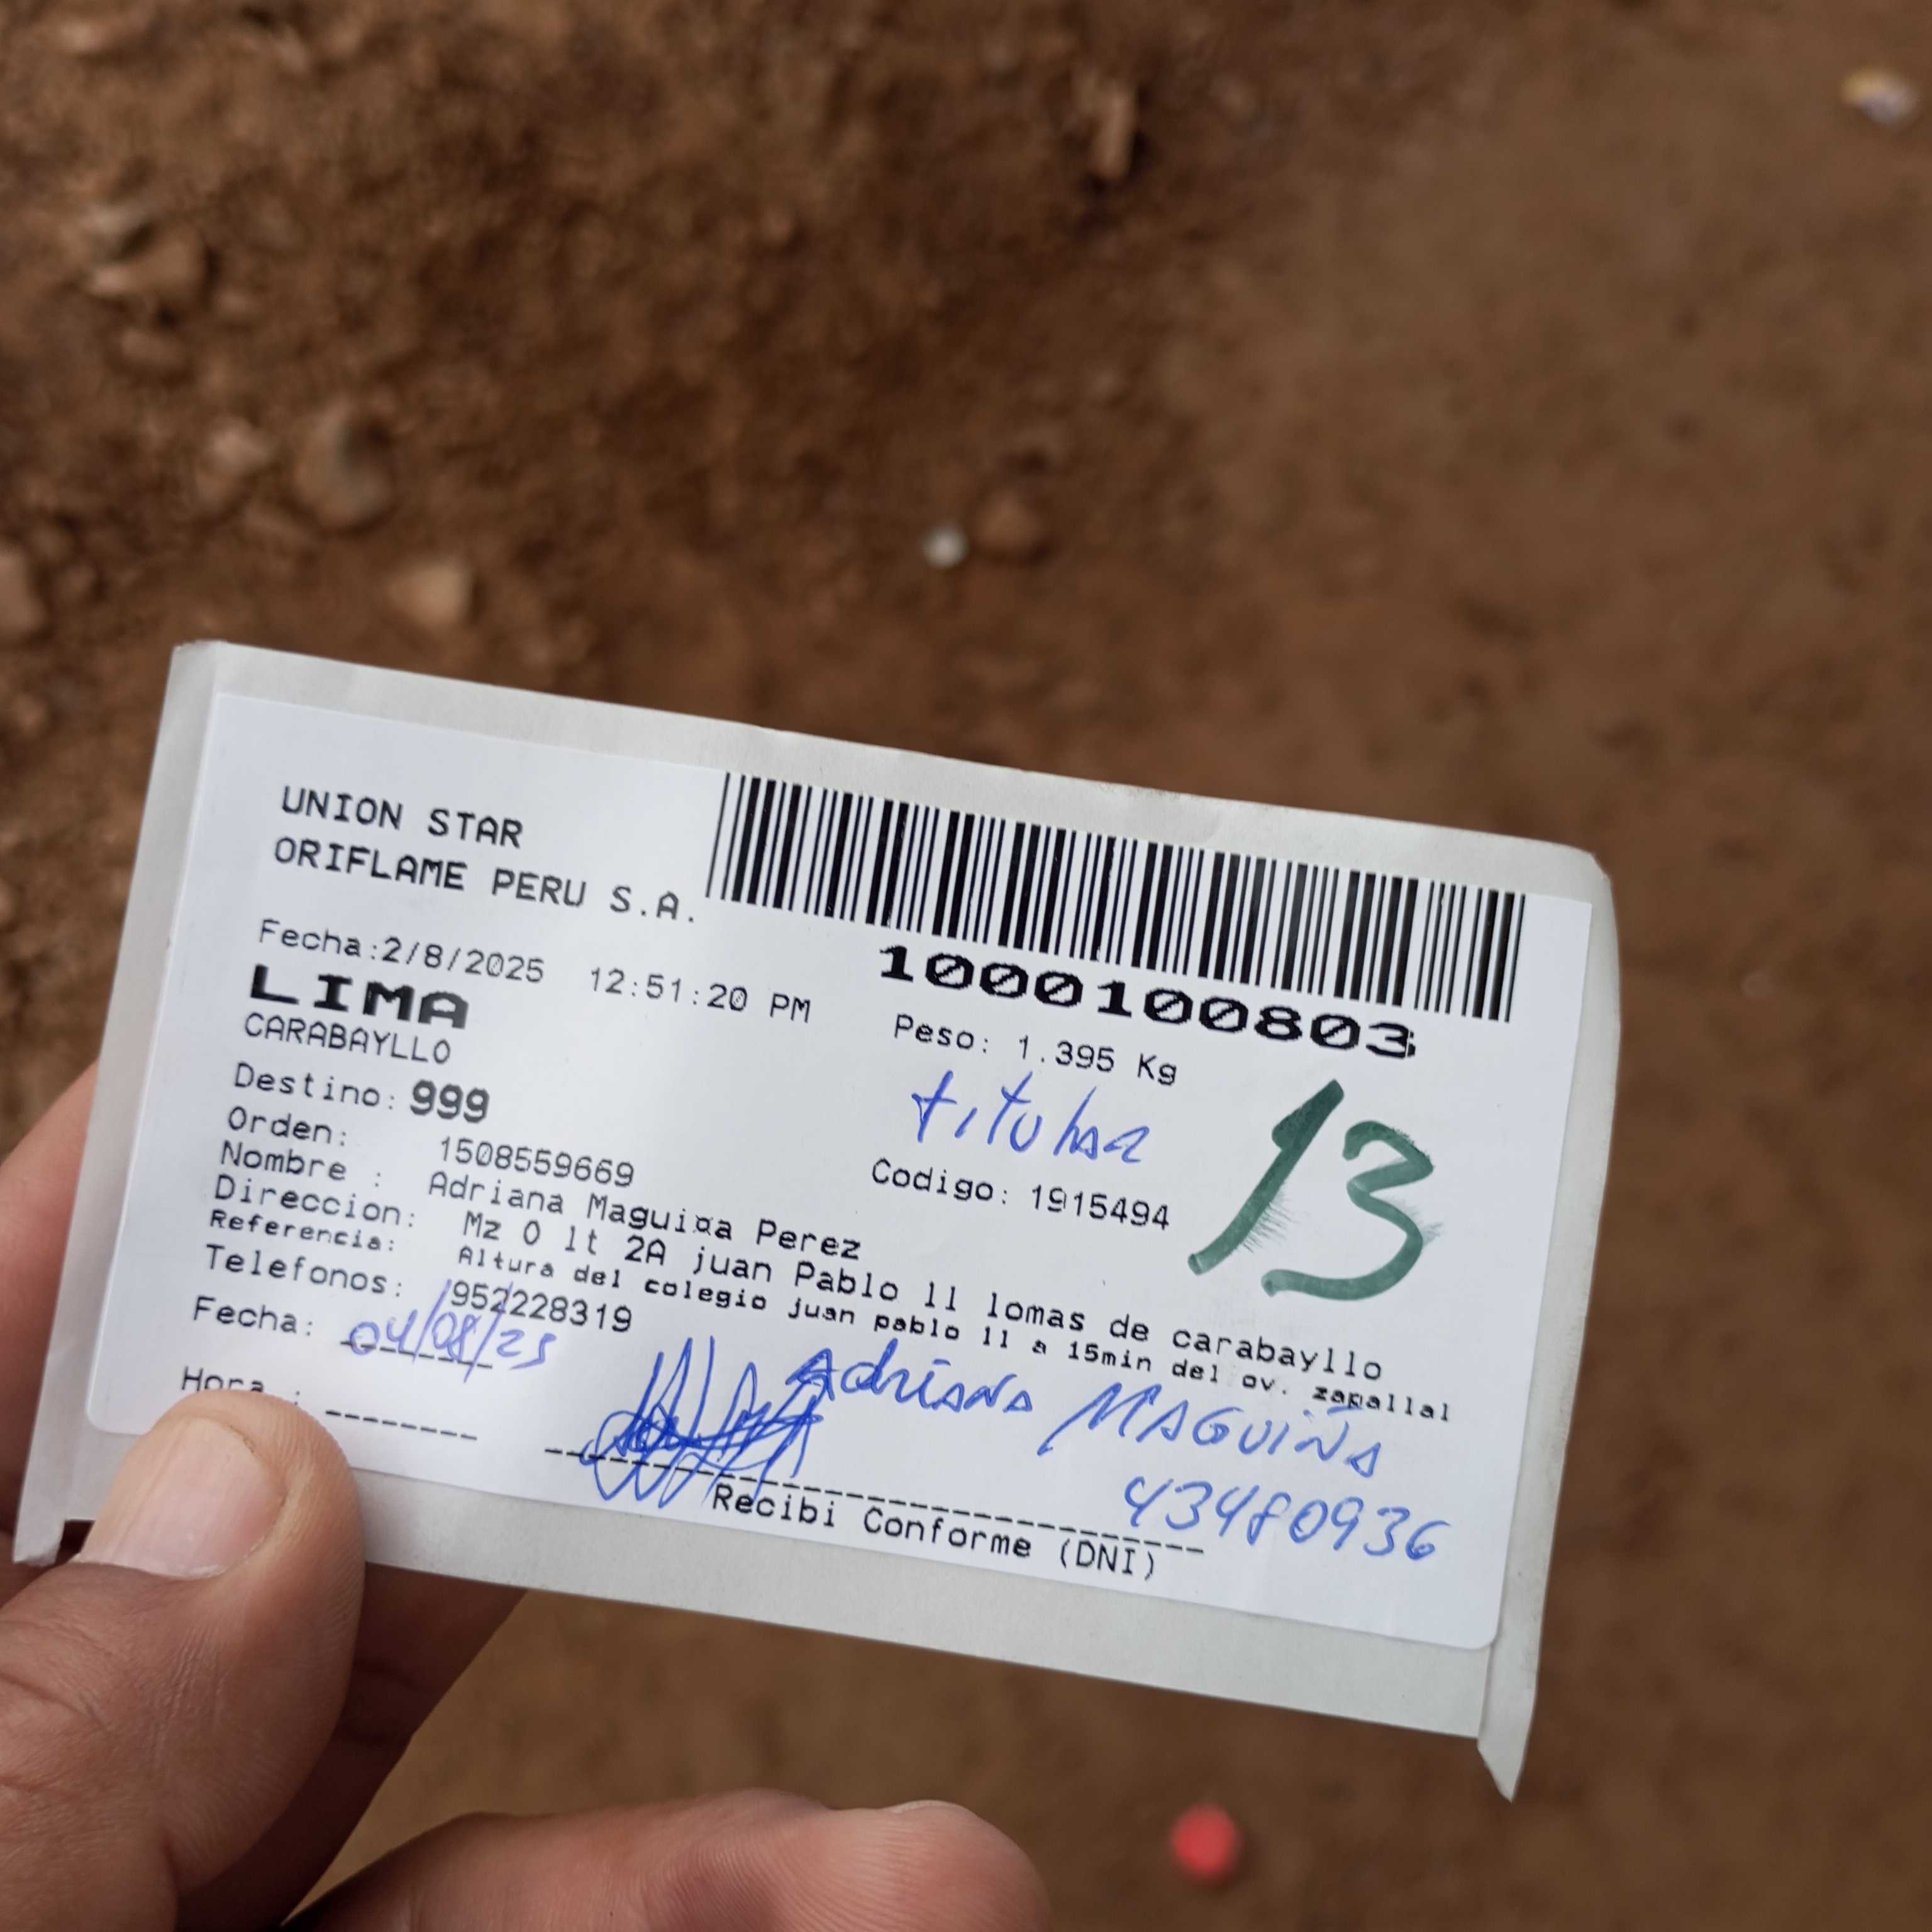 UNION STAR
ORIFLAME PERU S.A.
Fecha:2/8/2025 12:51:20 PM
1000100803
LIMA
CARABAYLLO
Peso: 1.395 Kg
titular
13
Destino: 999
Orden: 1508559669
Codigo: 1915494
Nombre : Adriana Maguiña Perez
Direccion: Mz O lt 2A juan Pablo ll lomas de carabayllo
Referencia: Altura del colegio juan pablo ll a 15min del ov. zapallal
Telefonos: 952228319
Fecha: 04/08/25
Adriana MAGUIÑA
Hora :
43480936
Recibi Conforme (DNI)